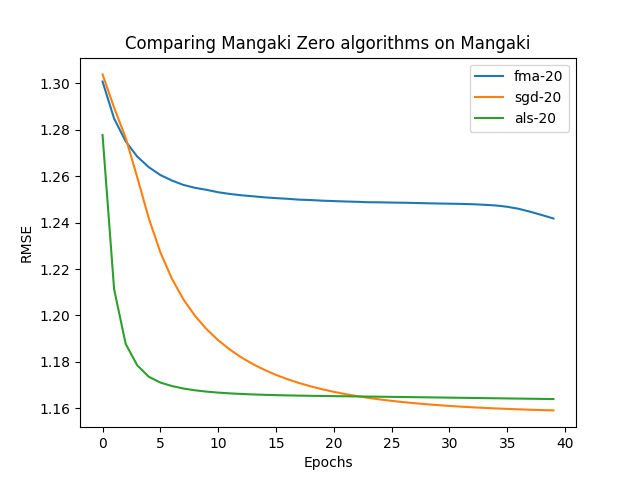 Comparing Mangaki Zero algorithms on Mangaki
fma-20
sgd-20
als-20
RMSE
1.30
1.28
1.26
1.24
1.22
1.20
1.18
1.16
0 5 10 15 20 25 30 35 40
Epochs